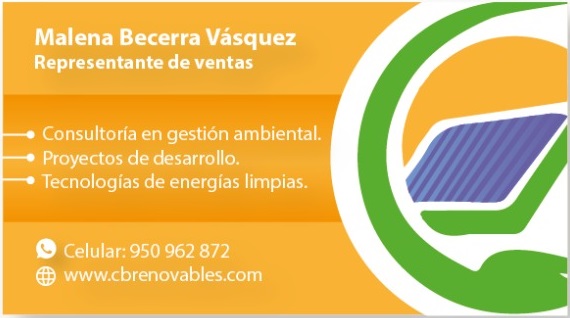 Malena Becerra Vásquez
Representante de ventas
Consultoría en gestión ambiental.
Proyectos de desarrollo.
Tecnologías de energías limpias.
Celular: 950 962 872
www.cbrenovables.com